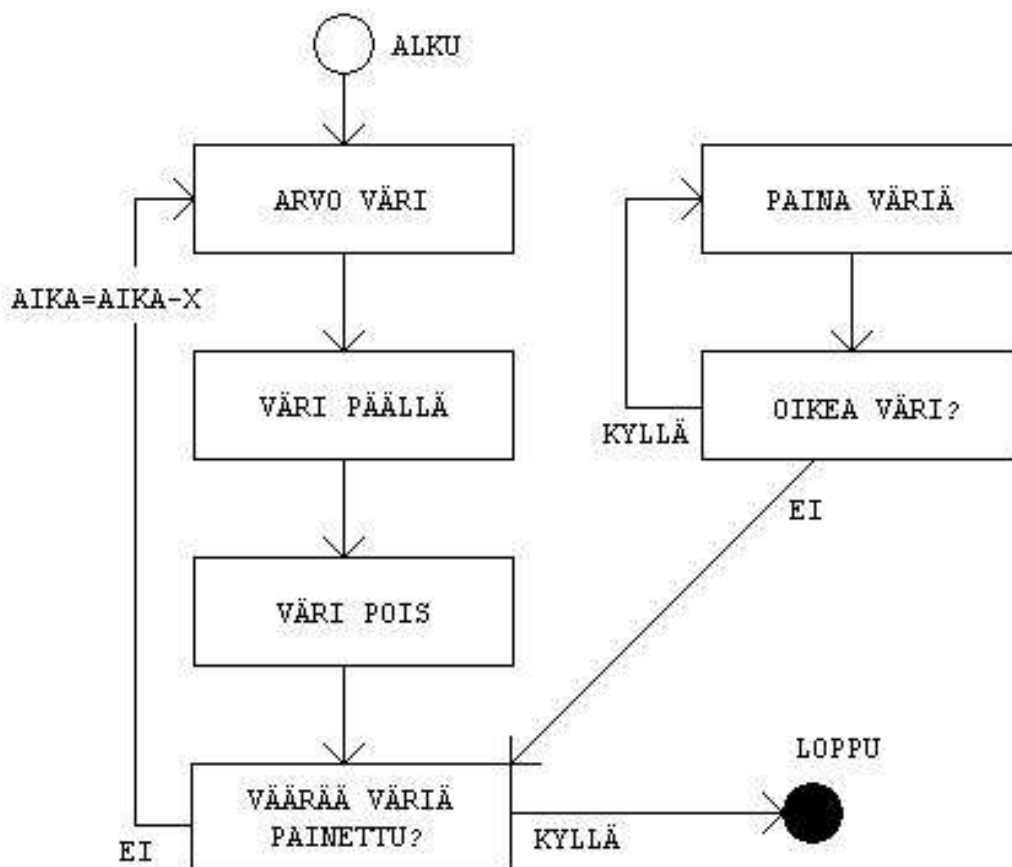 ALKU
ARVO VÄRI
PAINA VÄRIÄ
AIKA=AIKA-X
VÄRI PÄÄLLÄ
OIKEA VÄRI?
KYLLÄ
EI
VÄRI POIS
LOPPU
VÄÄRÄÄ VÄRIÄ
PAINETTU?
EI
KYLLÄ